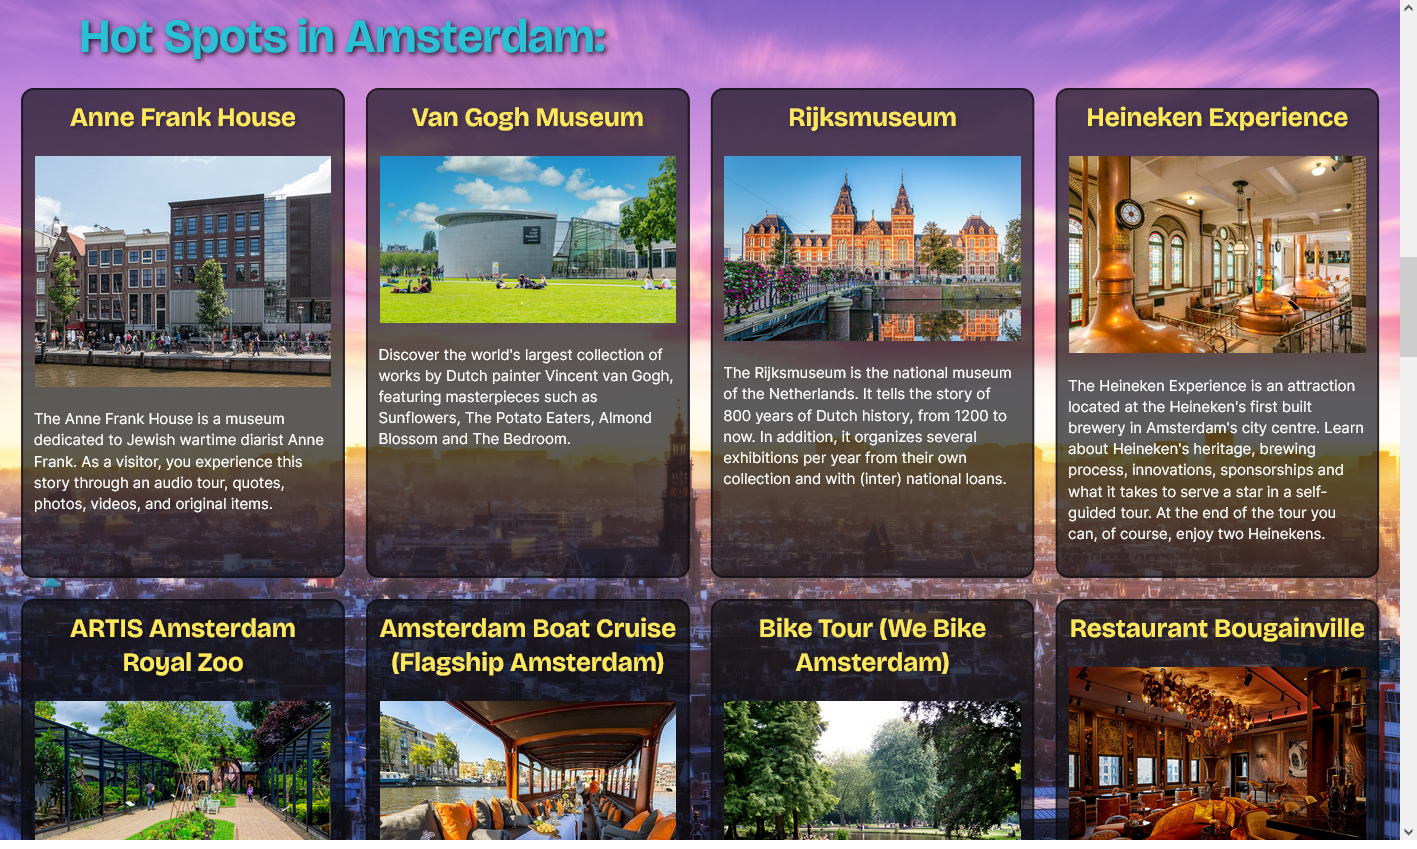 Hot Spots in Amsterdam:
Anne Frank House
The Anne Frank House is a museum
dedicated to Jewish wartime diarist Anne
Frank. As a visitor, you experience this
story through an audio tour, quotes,
photos, videos, and original items.
Van Gogh Museum
Discover the world's largest collection of
works by Dutch painter Vincent van Gogh,
featuring masterpieces such as
Sunflowers, The Potato Eaters, Almond
Blossom and The Bedroom.
Rijksmuseum
The Rijksmuseum is the national museum
of the Netherlands. It tells the story of
800 years of Dutch history, from 1200 to
now. In addition, it organizes several
exhibitions per year from their own
collection and with (inter) national loans.
Heineken Experience
The Heineken Experience is an attraction
located at the Heineken's first built
brewery in Amsterdam's city centre. Learn
about Heineken's heritage, brewing
process, innovations, sponsorships and
what it takes to serve a star in a self-
guided tour. At the end of the tour you
can, of course, enjoy two Heinekens.
ARTIS Amsterdam
Royal Zoo
Amsterdam Boat Cruise
(Flagship Amsterdam)
Bike Tour (We Bike
Amsterdam)
Restaurant Bougainville